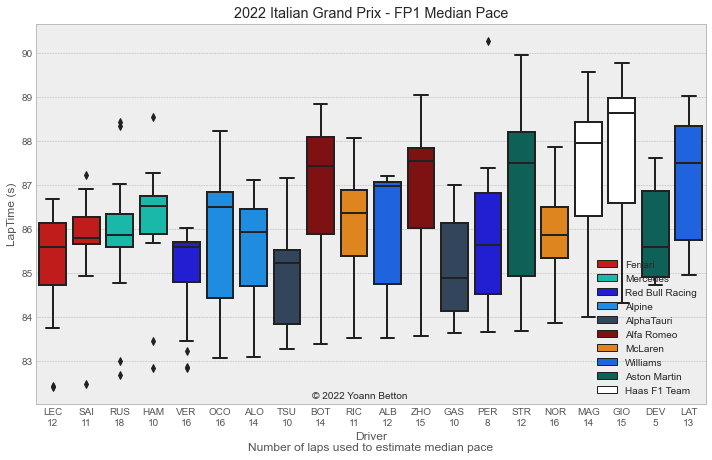 2022 Italian Grand Prix - FP1 Median Pace
LapTime (s)
90
89
88
87
86
85
84
83
Ferrari
Mercedes
Red Bull Racing
Alpine
AlphaTauri
Alfa Romeo
McLaren
Williams
Aston Martin
Haas F1 Team
© 2022 Yoann Betton
LEC SAI RUS HAM VER OCO ALO TSU BOT RIC ALB ZHO GAS PER STR NOR MAG GIO DEV LAT
12 11 18 10 16 16 14 10 14 11 12 15 10 8 12 16 14 15 5 13
Driver
Number of laps used to estimate median pace